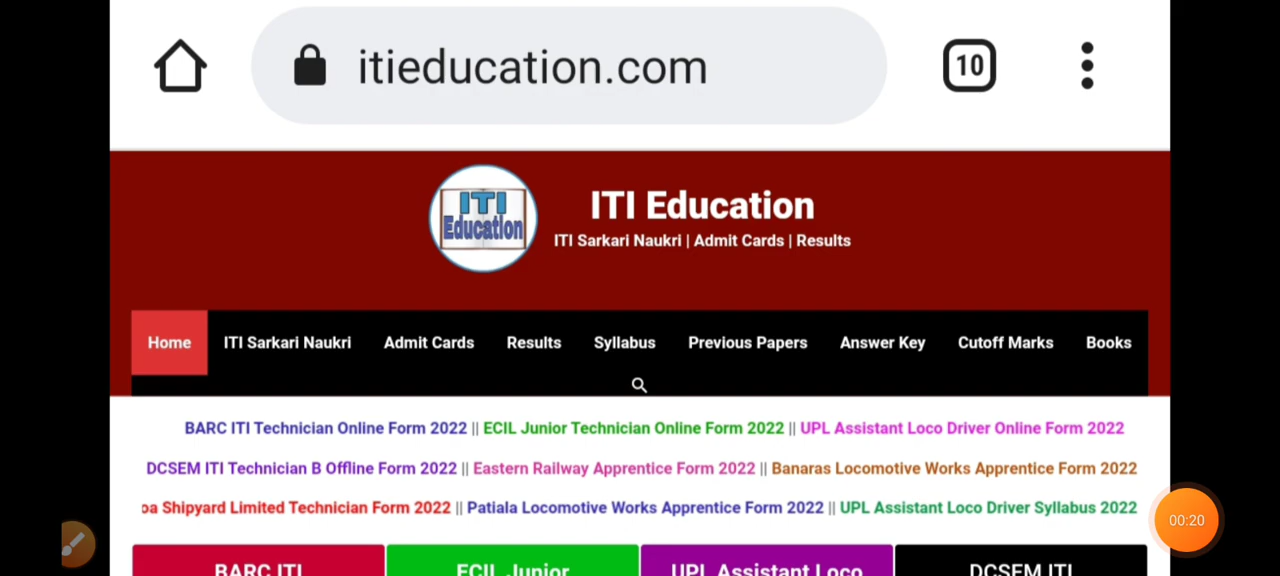 itieducation.com
10
ITI
Education
ITI Education
ITI Sarkari Naukri | Admit Cards | Results
Home ITI Sarkari Naukri Admit Cards Results Syllabus Previous Papers Answer Key Cutoff Marks Books
BARC ITI Technician Online Form 2022 || ECIL Junior Technician Online Form 2022 || UPL Assistant Loco Driver Online Form 2022
DCSEM ITI Technician B Offline Form 2022 || Eastern Railway Apprentice Form 2022 || Banaras Locomotive Works Apprentice Form 2022
oa Shipyard Limited Technician Form 2022 || Patiala Locomotive Works Apprentice Form 2022 || UPL Assistant Loco Driver Syllabus 2022
00:20
BARC ITI ECIL Junior UPL Assistant Loco DCSEM ITI